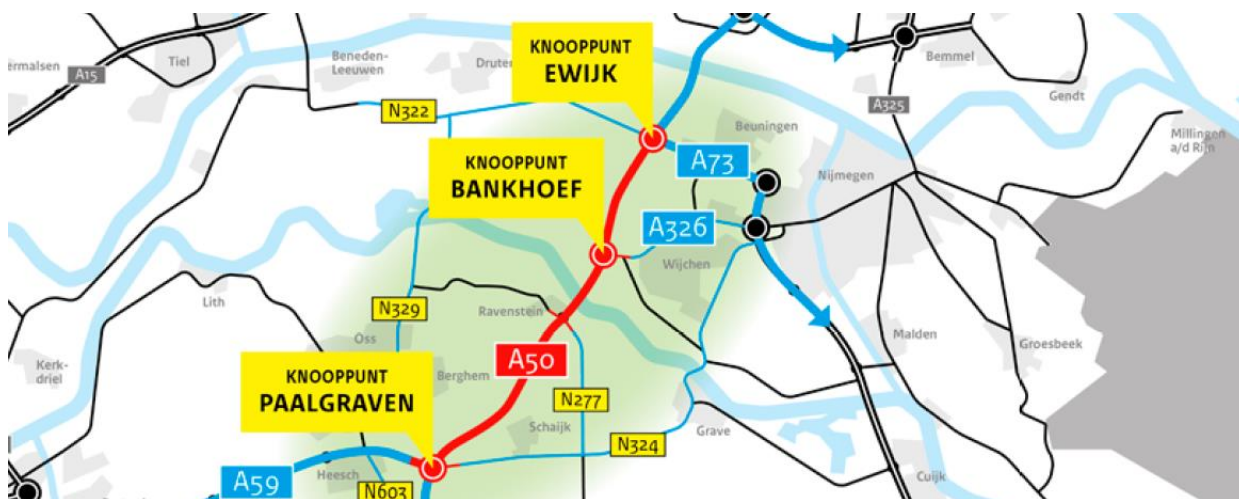 KNOOPPUNT
EWIJK
Tiel
Beneden-
Leeuwen
Druten
Bemmel
ermalsen
A15
A325
Gendt
N322
Beuningen
Millingen
a/d Rijn
KNOOPPUNT
BANKHOEF
A73
Nijmegen
A326
Wijchen
Lith
N329
Ravenstein
Oss
Malden
Groesbeek
Kerk-
driel
A50
KNOOPPUNT
PAALGRAVEN
Berghem
N277
Schaijk
N324
Grave
Heesch
A59
N603
Cuijk